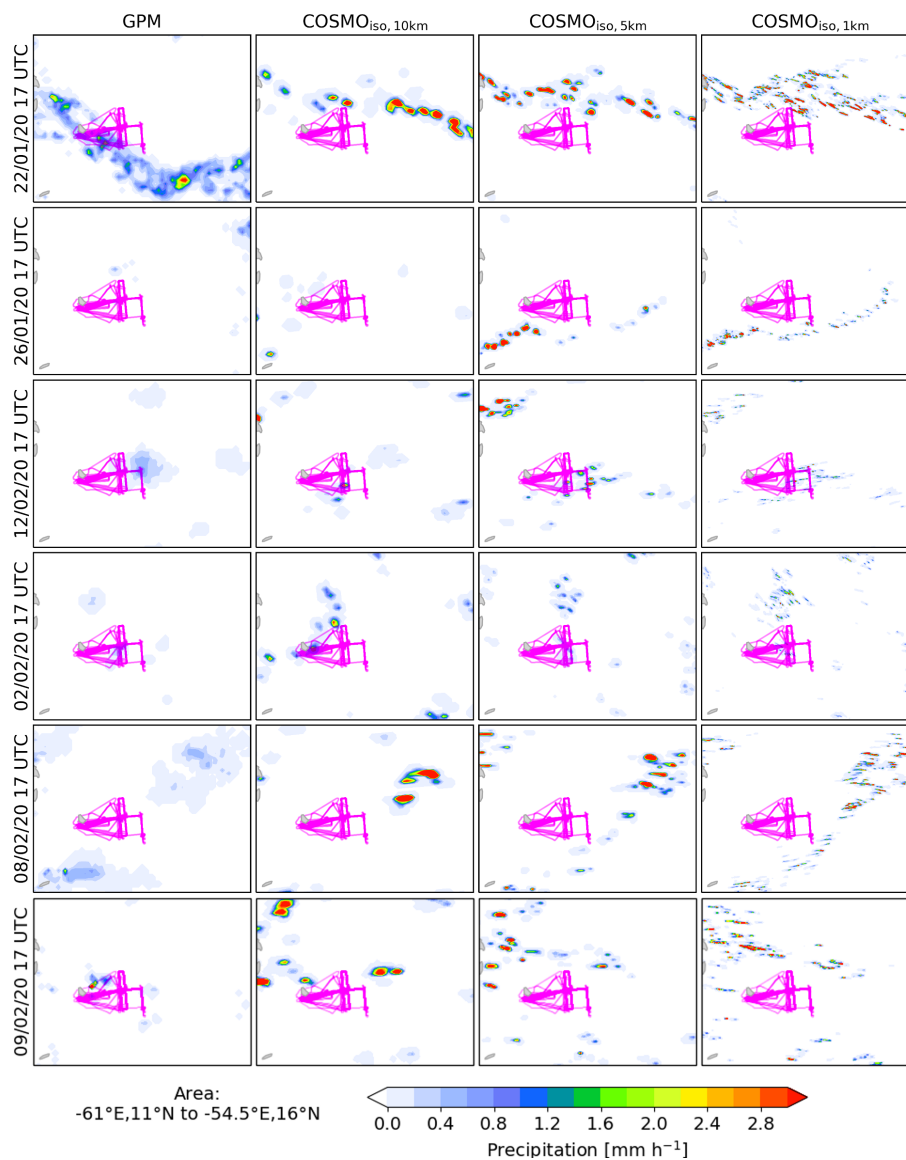 GPM COSMOiso, 10km COSMOiso, 5km COSMOiso, 1km
22/01/20 17 UTC
26/01/20 17 UTC
12/02/20 17 UTC
02/02/20 17 UTC
08/02/20 17 UTC
09/02/20 17 UTC
Area:
-61°E,11°N to -54.5°E,16°N
0.0 0.4 0.8 1.2 1.6 2.0 2.4 2.8
Precipitation [mm h⁻¹]